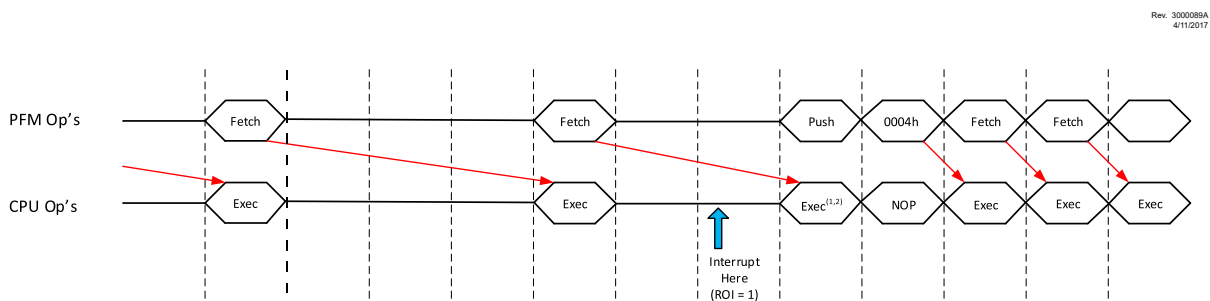 Rev. 3000089A
4/11/2017
PFM Op's
Fetch
Fetch
Push
0004h
Fetch
Fetch
CPU Op's
Exec
Exec
Exec(1,2)
NOP
Exec
Exec
Exec
Interrupt
Here
(ROI = 1)